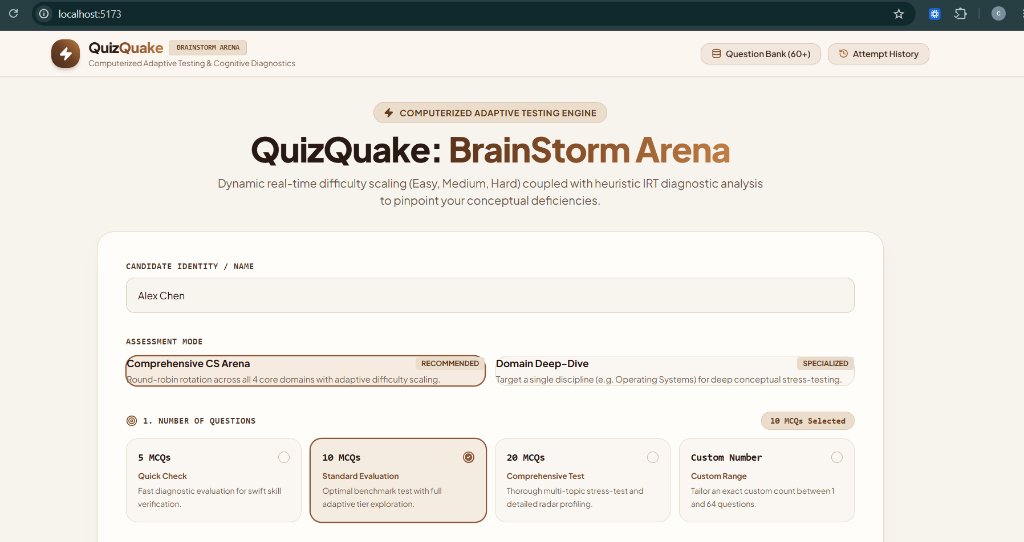 localhost:5173
C
QuizQuake BRAINSTORM ARENA
Computerized Adaptive Testing & Cognitive Diagnostics
Question Bank (60+)
Attempt History
COMPUTERIZED ADAPTIVE TESTING ENGINE
QuizQuake: BrainStorm Arena
Dynamic real-time difficulty scaling (Easy, Medium, Hard) coupled with heuristic IRT diagnostic analysis
to pinpoint your conceptual deficiencies.
CANDIDATE IDENTITY / NAME
Alex Chen
ASSESSMENT MODE
Comprehensive CS Arena RECOMMENDED
Round-robin rotation across all 4 core domains with adaptive difficulty scaling.
Domain Deep-Dive SPECIALIZED
Target a single discipline (e.g. Operating Systems) for deep conceptual stress-testing.
1. NUMBER OF QUESTIONS
10 MCQs Selected
5 MCQs
Quick Check
Fast diagnostic evaluation for swift skill
verification.
10 MCQs
Standard Evaluation
Optimal benchmark test with full
adaptive tier exploration.
20 MCQs
Comprehensive Test
Thorough multi-topic stress-test and
detailed radar profiling.
Custom Number
Custom Range
Tailor an exact custom count between 1
and 64 questions.